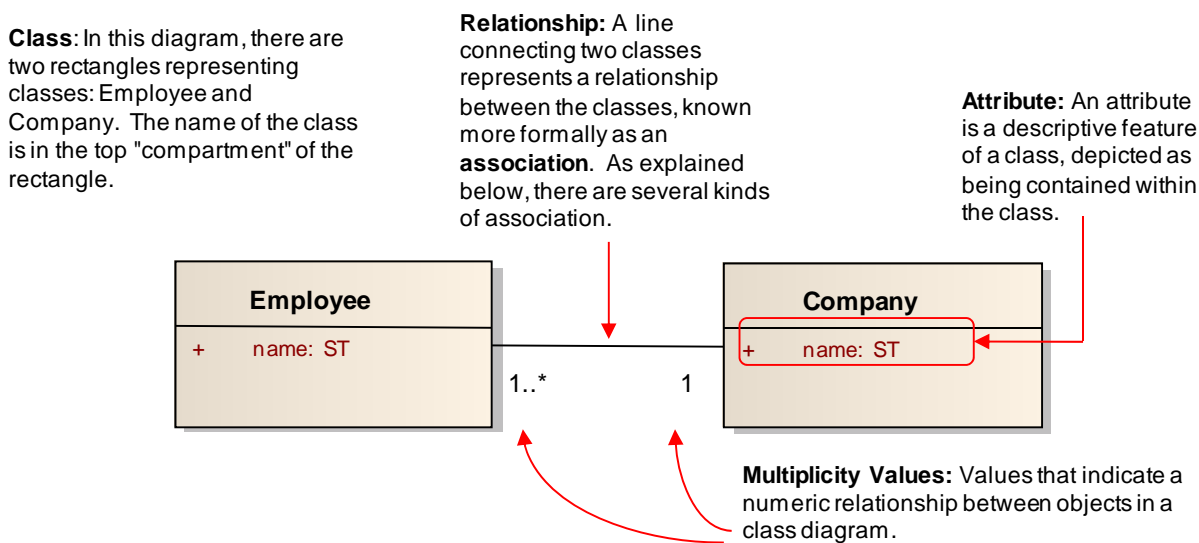 Class: In this diagram, there are
two rectangles representing
classes: Employee and
Company.  The name of the class
is in the top "compartment" of the
rectangle.
Relationship: A line
connecting two classes
represents a relationship
between the classes, known
more formally as an
association.  As explained
below, there are several kinds
of association.
Attribute: An attribute
is a descriptive feature
of a class, depicted as
being contained within
the class.
Employee
+ name: ST
1..*
1
Company
+ name: ST
Multiplicity Values: Values that indicate a
numeric relationship between objects in a
class diagram.